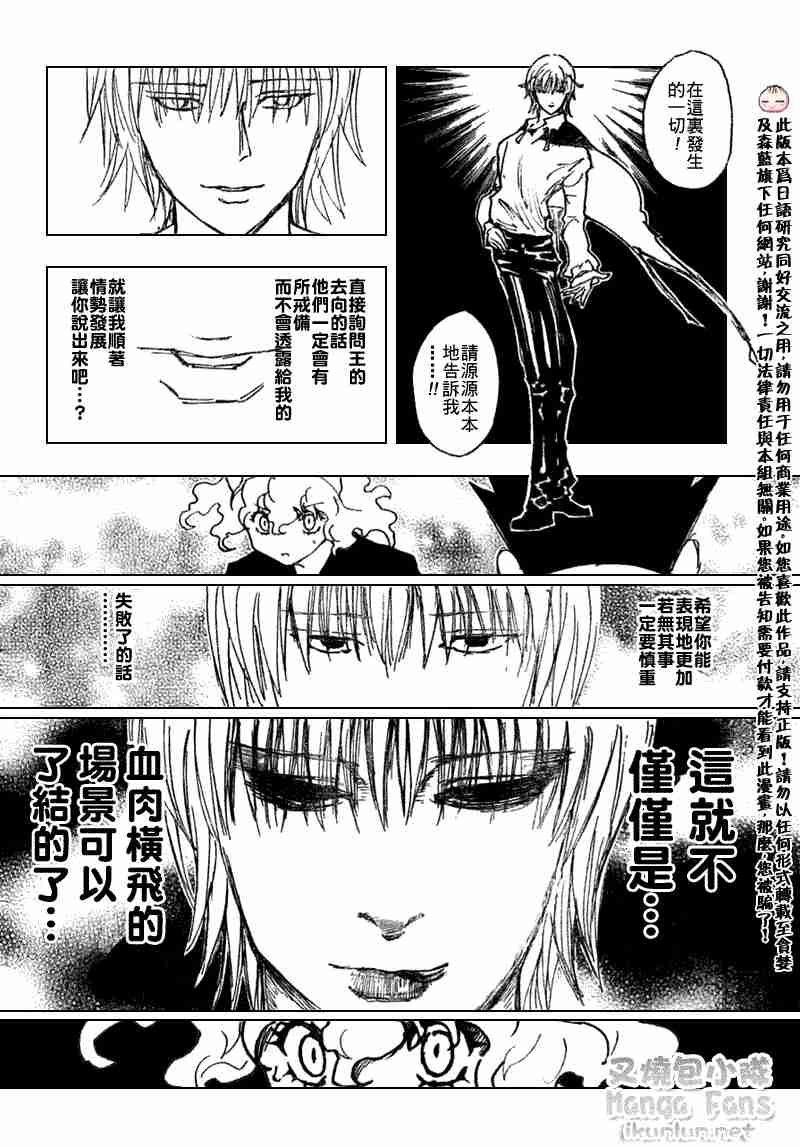 在這裏發生
的一切！
請源源本本
地告訴我
……!!
直接詢問王的
去向的話
他們一定會有
所戒備
而不會透露給我的
就讓我順著
情勢發展
讓你說出來吧…？
希望你能
表現地更加
若無其事
一定要慎重
失敗了的話
…………
這就不
僅僅是…
血肉橫飛的
場景可以
了結的了…
此版本爲日語研究同好交流之用，請勿用于任何商業用途。如您喜歡此作品，請支持正版！請勿以任何形式轉載至貪婪
及森藍旗下任何網站，謝謝！一切法律責任與本組無關。如果您被告知需要付款才能看到此漫畫，那麼，您被騙了！
叉燒包小隊
Manga Fans
ikunlun.net